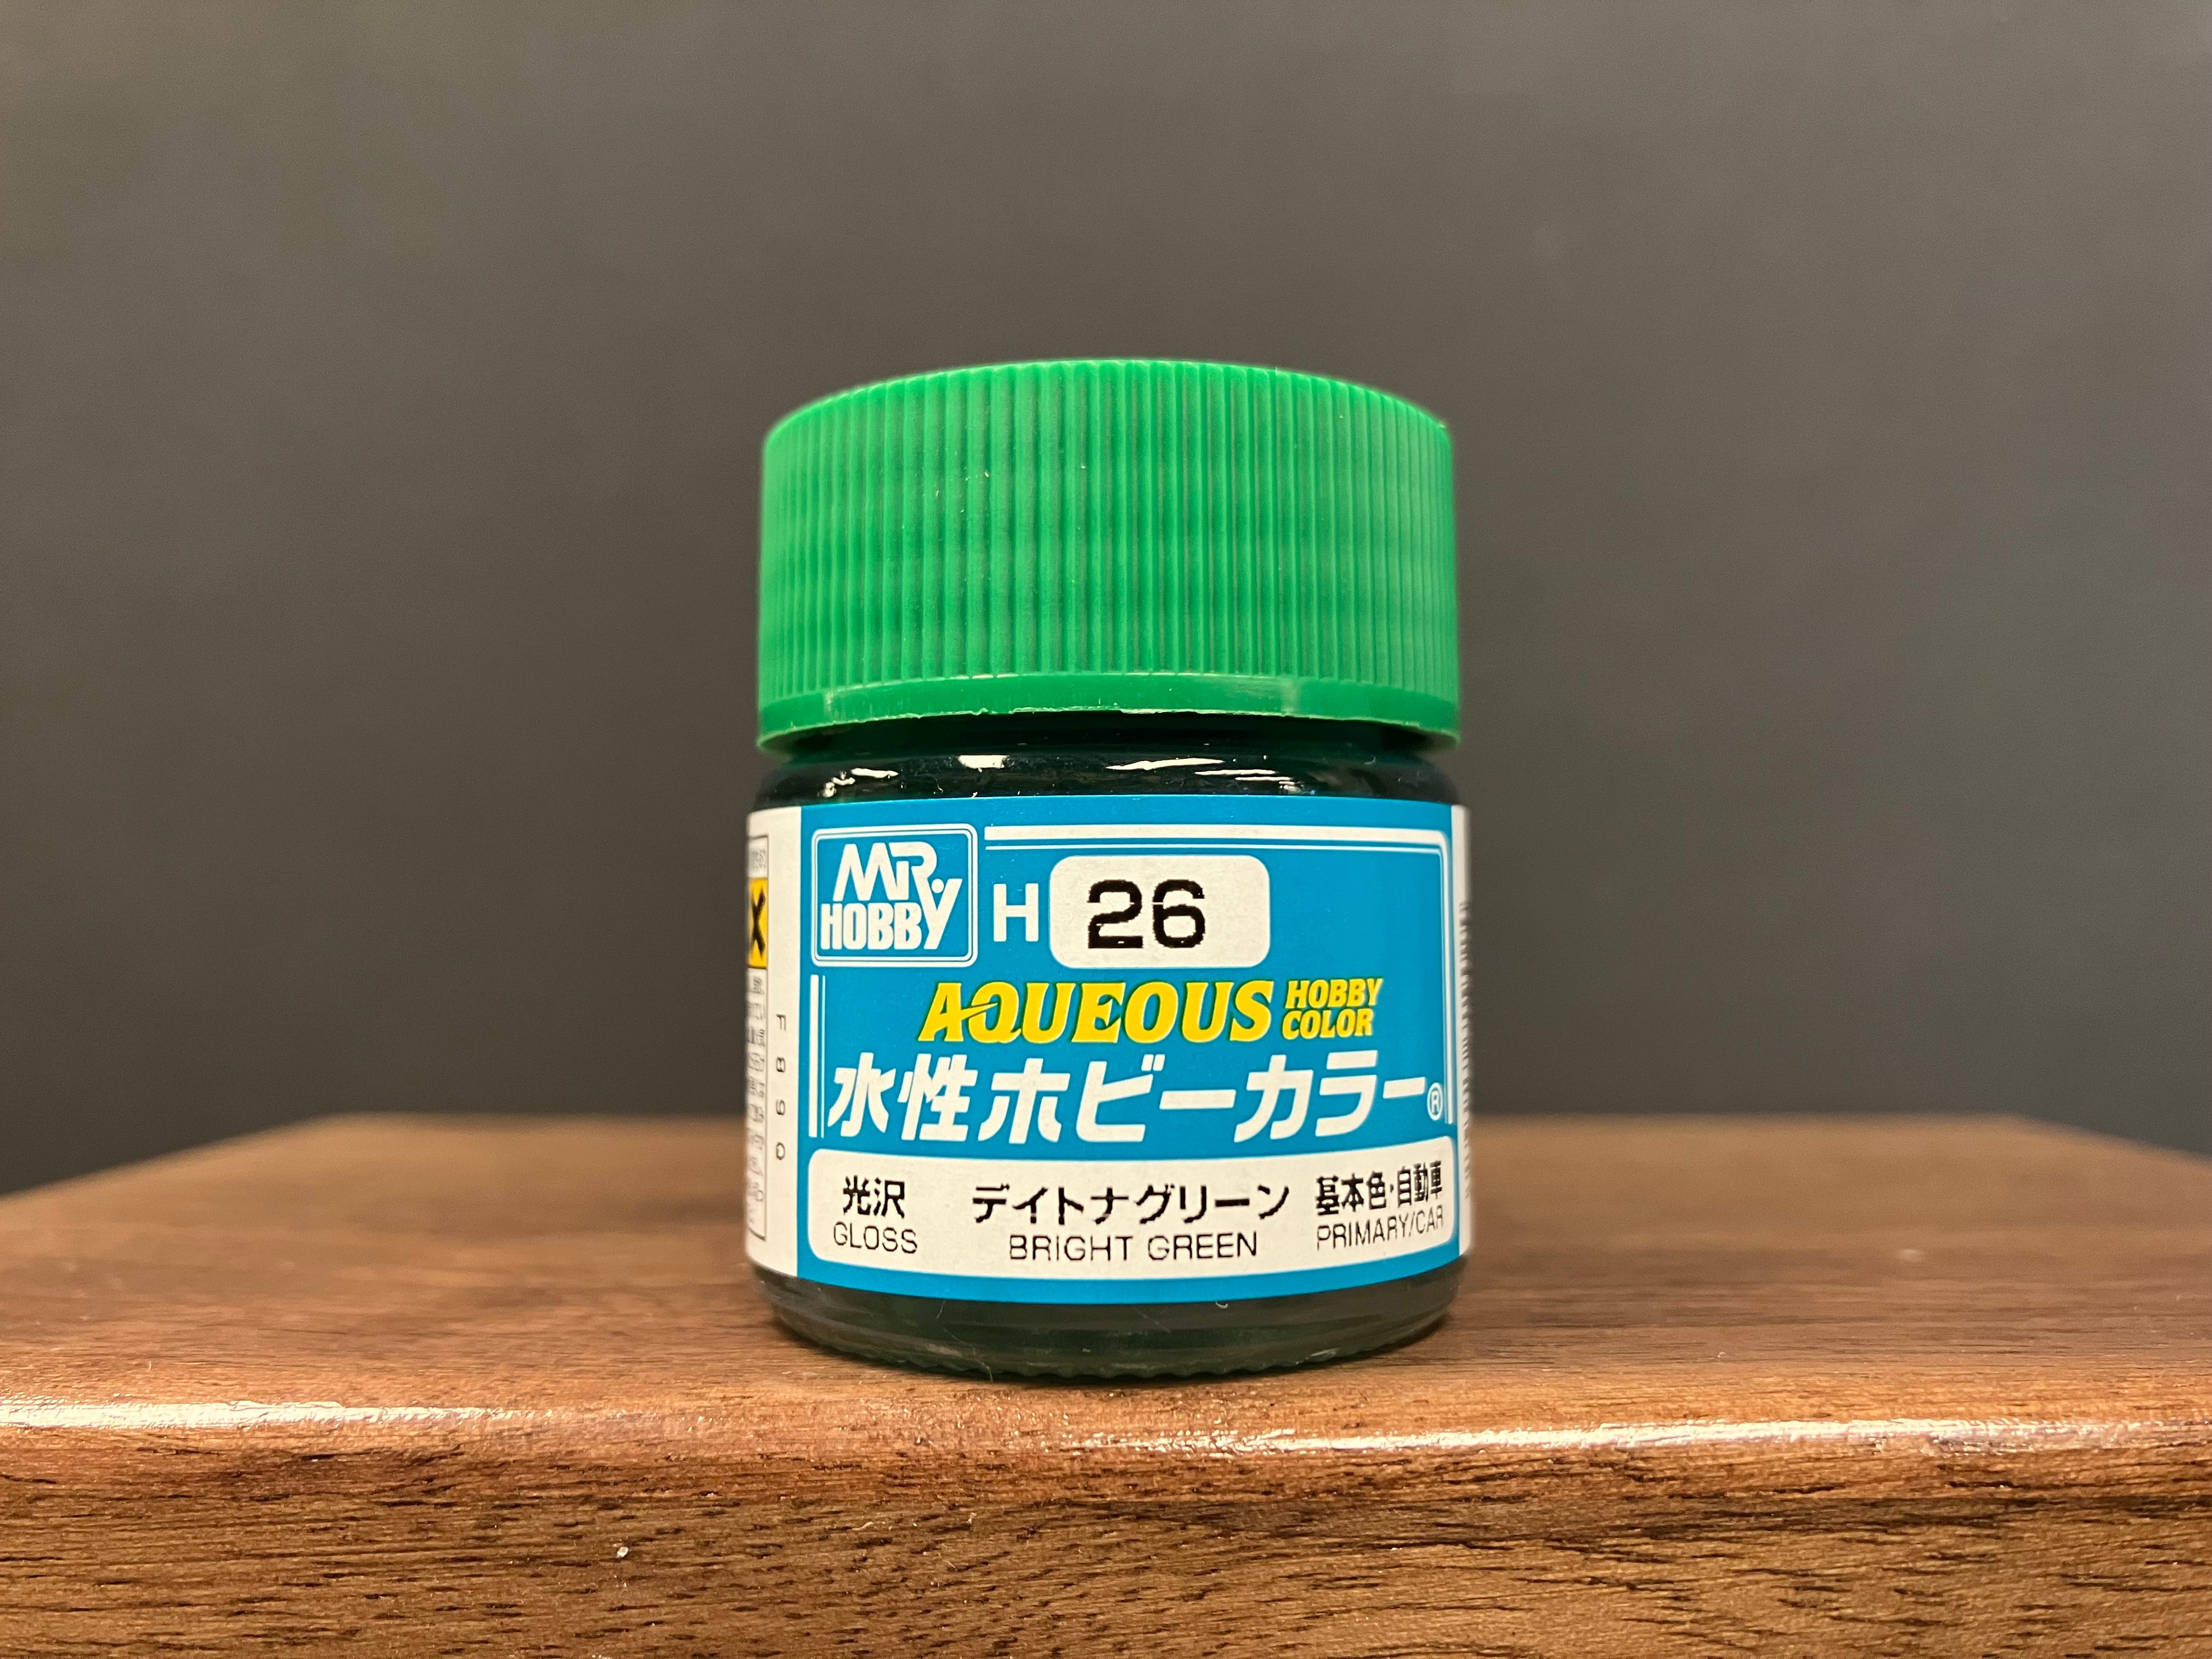 MR.
HOBBY
H 26
AQUEOUS HOBBY COLOR
水性ホビーカラー®
光沢 デイトナグリーン 基本色・自動車
GLOSS BRIGHT GREEN PRIMARY/CAR